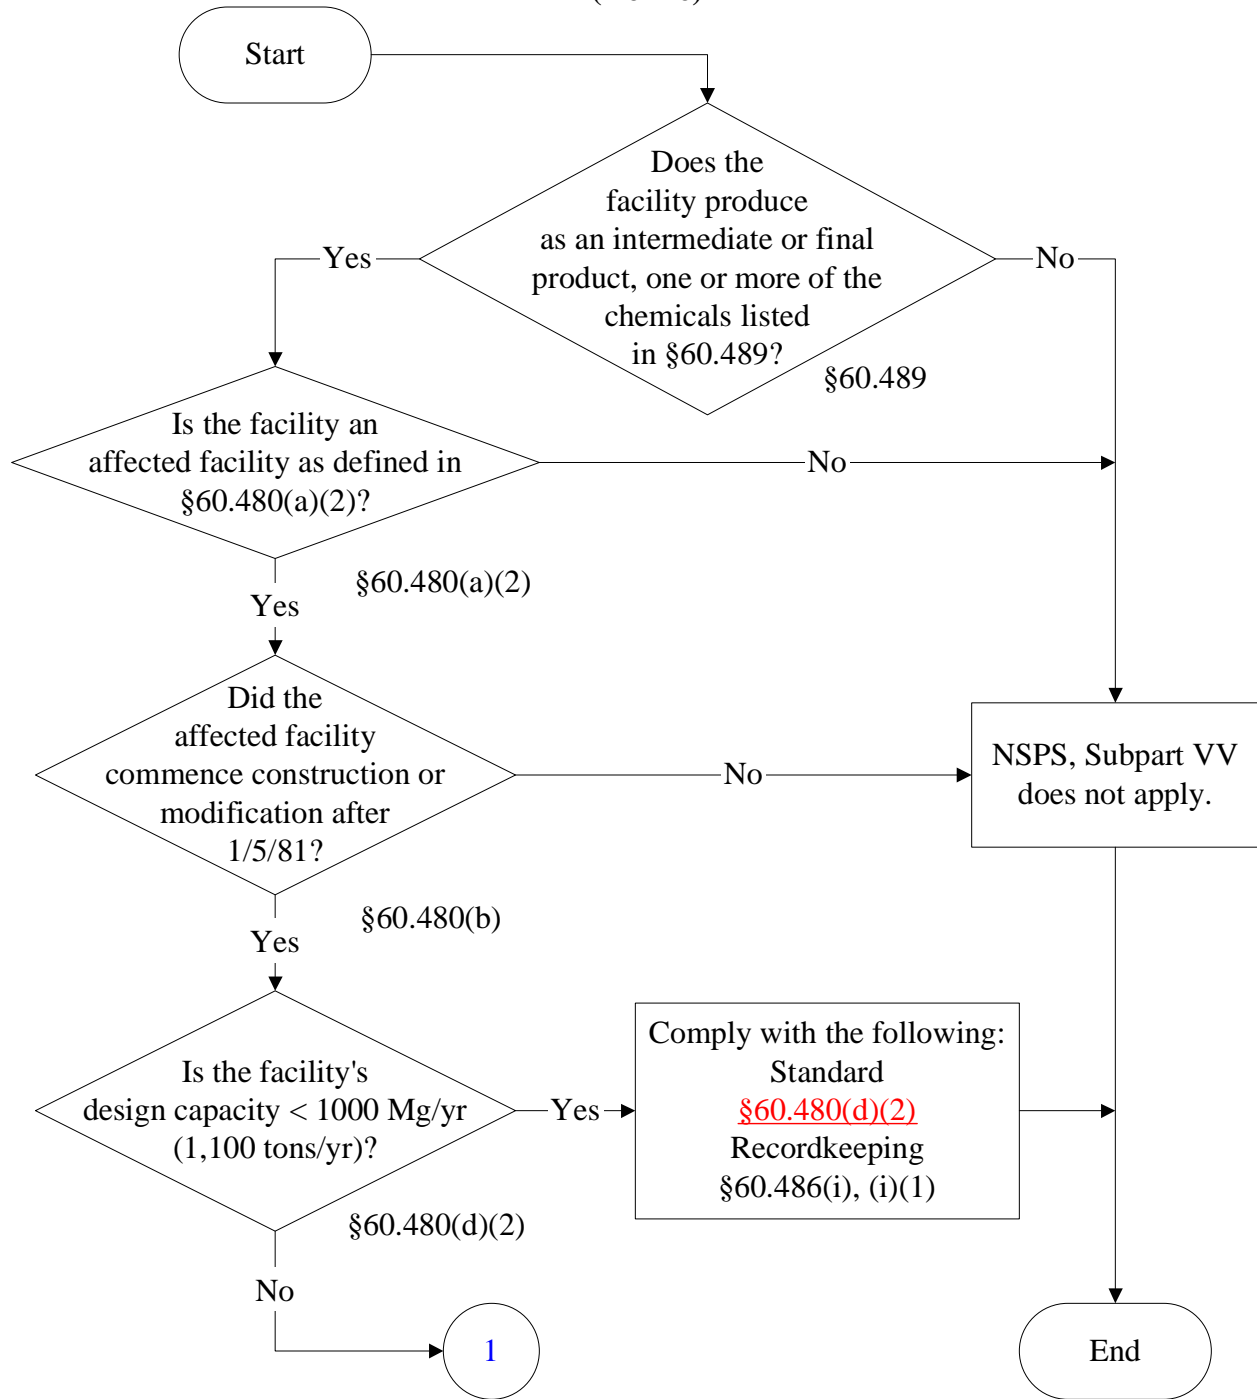 Start
Does the
facility produce
as an intermediate or final
product, one or more of the
chemicals listed
in §60.489?
Yes
No
§60.489
Is the facility an
affected facility as defined in
§60.480(a)(2)?
No
§60.480(a)(2)
Yes
Did the
affected facility
commence construction or
modification after
1/5/81?
No
NSPS, Subpart VV
does not apply.
§60.480(b)
Yes
Is the facility's
design capacity < 1000 Mg/yr
(1,100 tons/yr)?
Yes
Comply with the following:
Standard
§60.480(d)(2)
Recordkeeping
§60.486(i), (i)(1)
§60.480(d)(2)
No
1
End